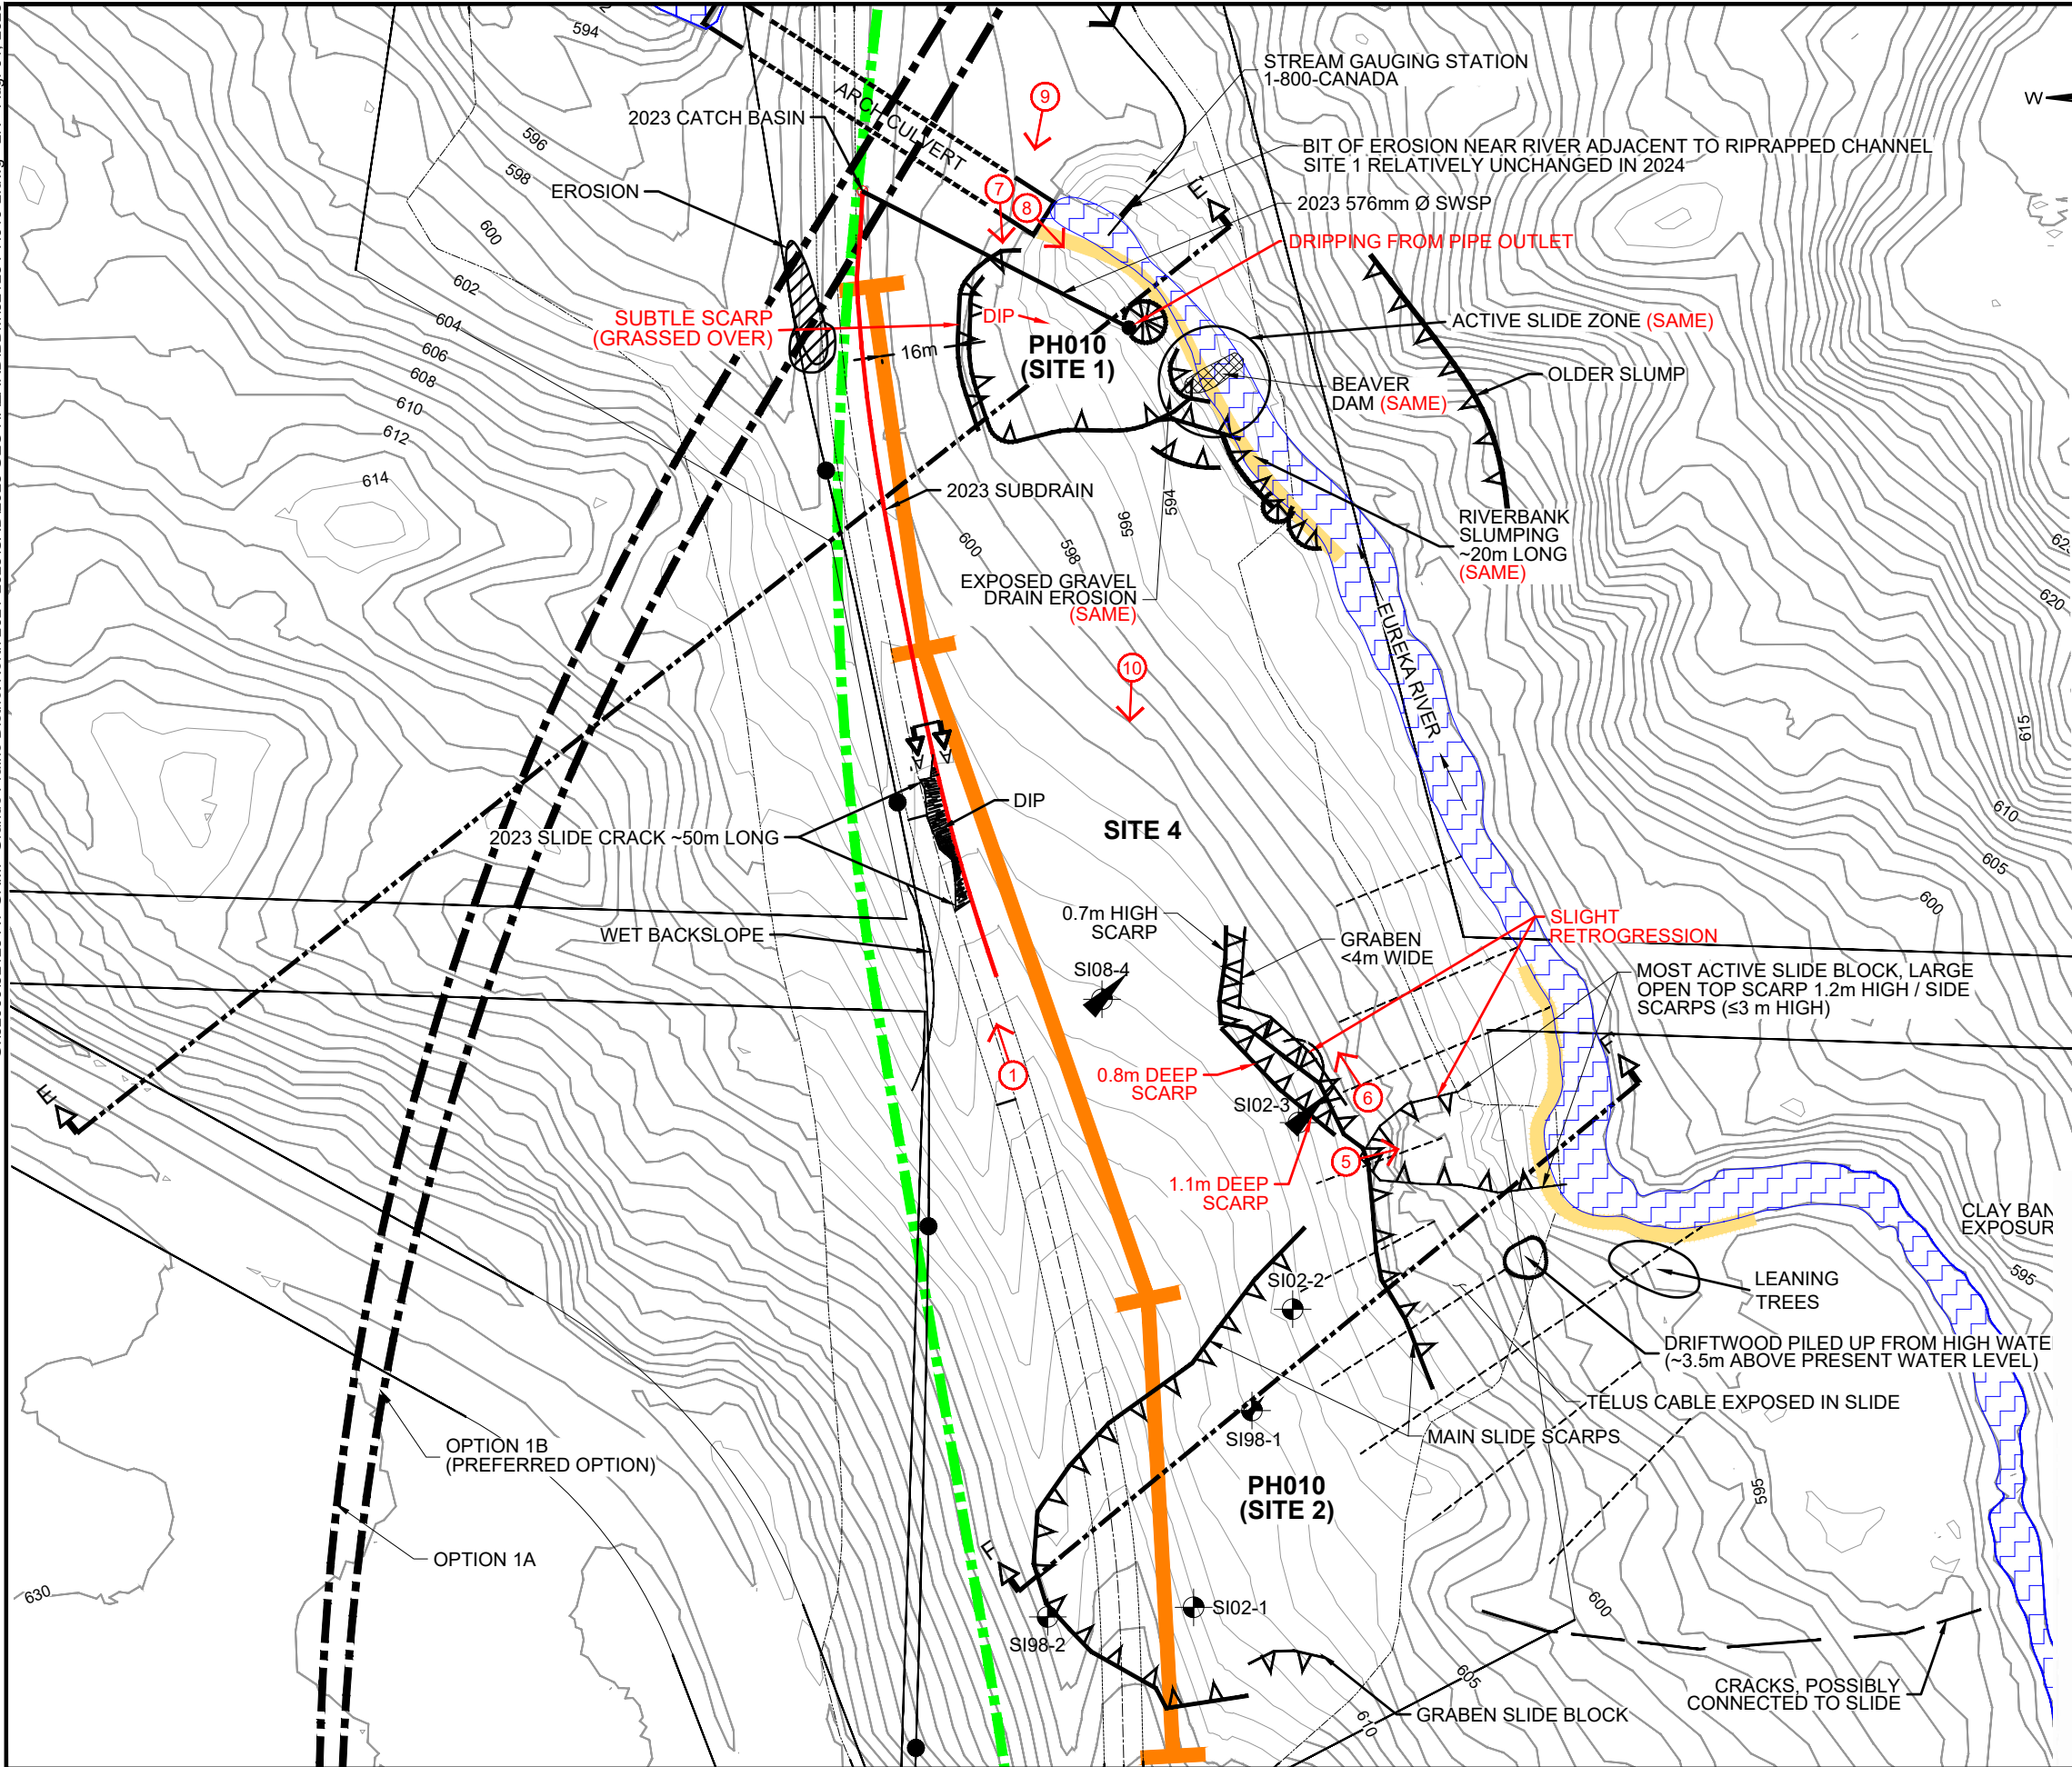 594
STREAM GAUGING STATION
1-800-CANADA
W
9
2023 CATCH BASIN
ARCH CULVERT
596
598
BIT OF EROSION NEAR RIVER ADJACENT TO RIPRAPPED CHANNEL
SITE 1 RELATIVELY UNCHANGED IN 2024
EROSION
7
8
E
2023 576mm Ø SWSP
600
DRIPPING FROM PIPE OUTLET
602
604
606
608
610
612
614
SUBTLE SCARP
(GRASSED OVER)
DIP
16m
PH010
(SITE 1)
ACTIVE SLIDE ZONE (SAME)
BEAVER
DAM (SAME)
OLDER SLUMP
2023 SUBDRAIN
594
596
598
600
RIVERBANK
SLUMPING
~20m LONG
(SAME)
EXPOSED GRAVEL
DRAIN EROSION
(SAME)
EUREKA RIVER
620
615
610
605
600
10
A
A
DIP
2023 SLIDE CRACK ~50m LONG
SITE 4
0.7m HIGH
SCARP
WET BACKSLOPE
GRABEN
<4m WIDE
SLIGHT
RETROGRESSION
SI08-4
MOST ACTIVE SLIDE BLOCK, LARGE
OPEN TOP SCARP 1.2m HIGH / SIDE
SCARPS (≤3 m HIGH)
F
E
1
0.8m DEEP
SCARP
6
SI02-3
5
1.1m DEEP
SCARP
CLAY BAN
EXPOSUR
595
SI02-2
LEANING
TREES
DRIFTWOOD PILED UP FROM HIGH WATE
(~3.5m ABOVE PRESENT WATER LEVEL)
TELUS CABLE EXPOSED IN SLIDE
SI98-1
MAIN SLIDE SCARPS
OPTION 1B
(PREFERRED OPTION)
PH010
(SITE 2)
595
OPTION 1A
F
630
SI02-1
SI98-2
600
605
610
GRABEN SLIDE BLOCK
CRACKS, POSSIBLY
CONNECTED TO SLIDE